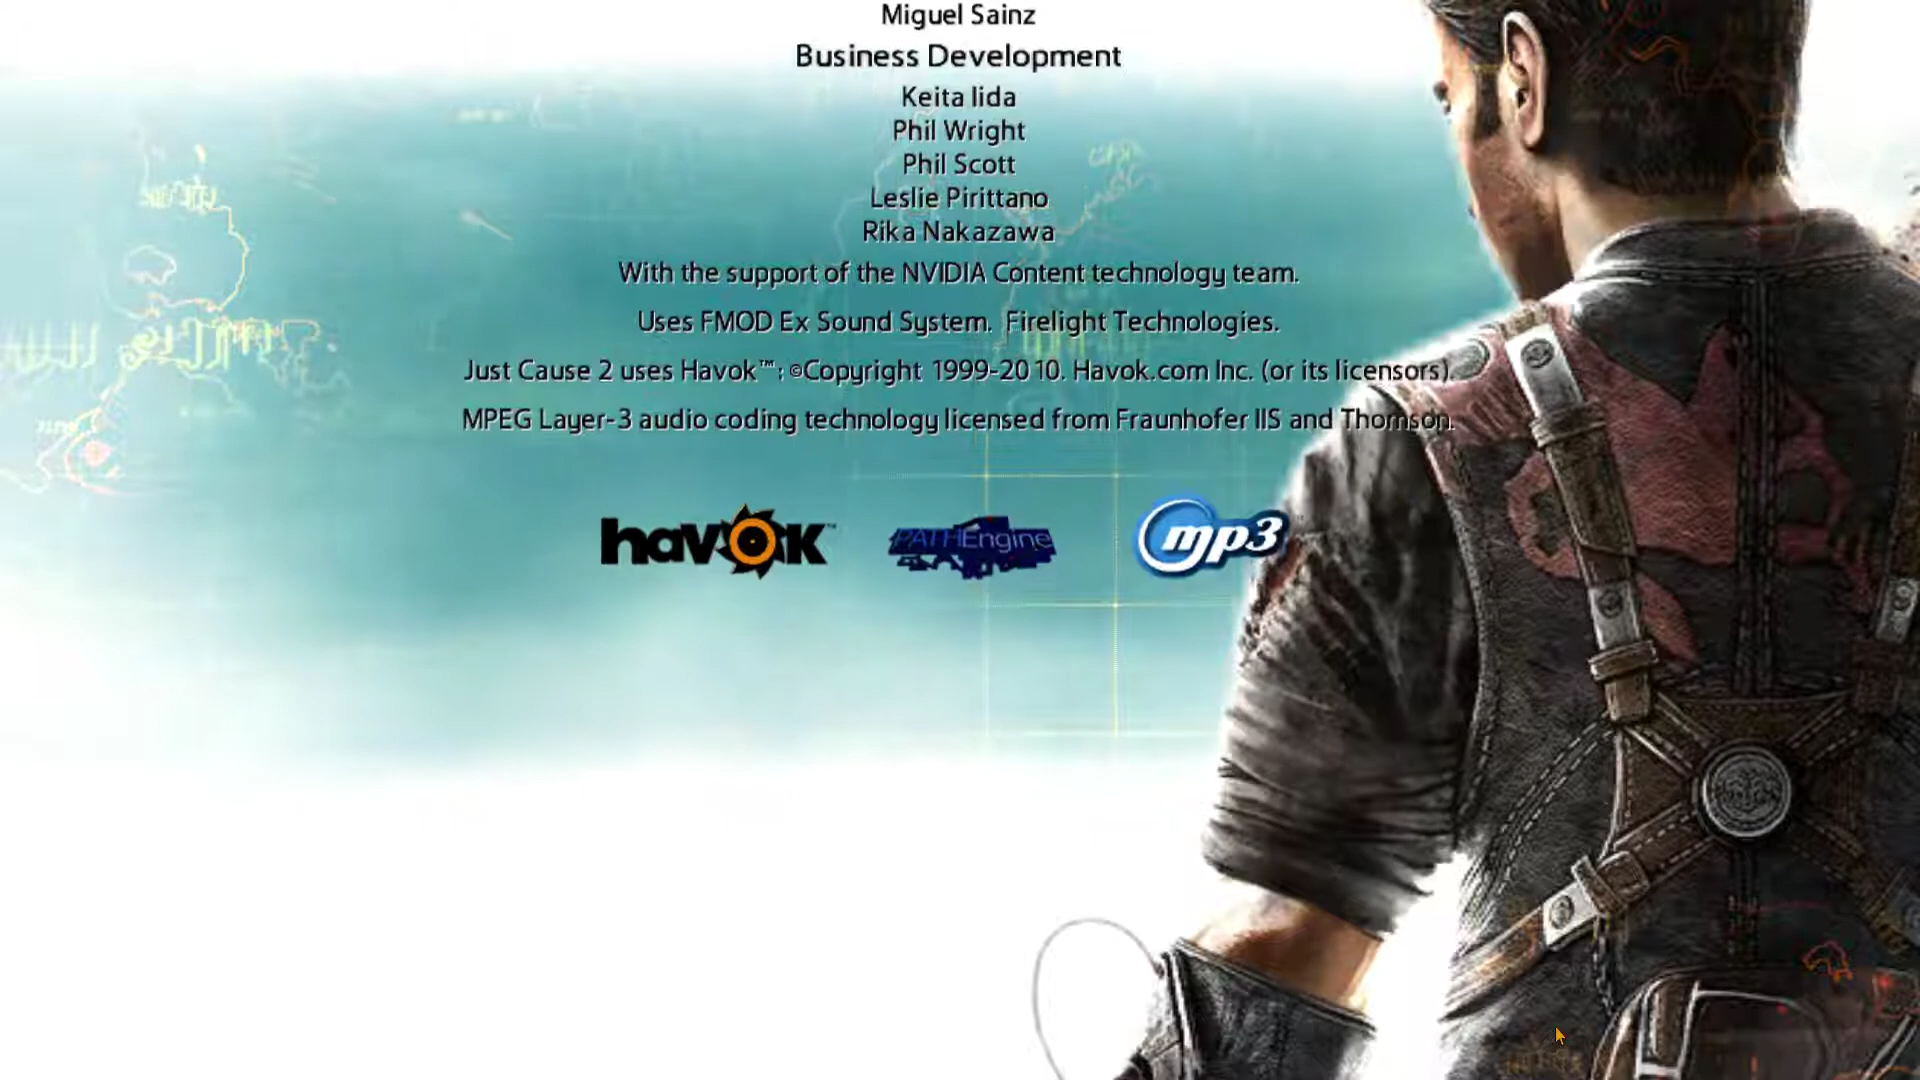 Miguel Sainz
Business Development
Keita Iida
Phil Wright
Phil Scott
Leslie Pirittano
Rika Nakazawa
With the support of the NVIDIA Content technology team.
Uses FMOD Ex Sound System. Firelight Technologies.
Just Cause 2 uses Havok™; ©Copyright 1999-2010. Havok.com Inc. (or its licensors).
MPEG Layer-3 audio coding technology licensed from Fraunhofer IIS and Thomson.
havok™ PATHEngine mp3